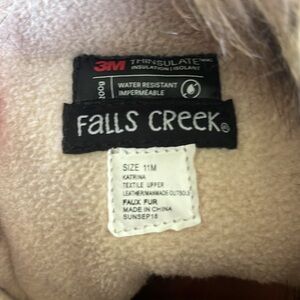 3M THINSULATE
INSULATION | ISOLANT
200g
WATER RESISTANT
IMPERMÉABLE
FALLS CREEK®
SIZE 11M
KATRINA
TEXTILE UPPER
LEATHER/MANMADE OUTSOLE
FAUX FUR
MADE IN CHINA
SUNSEP18